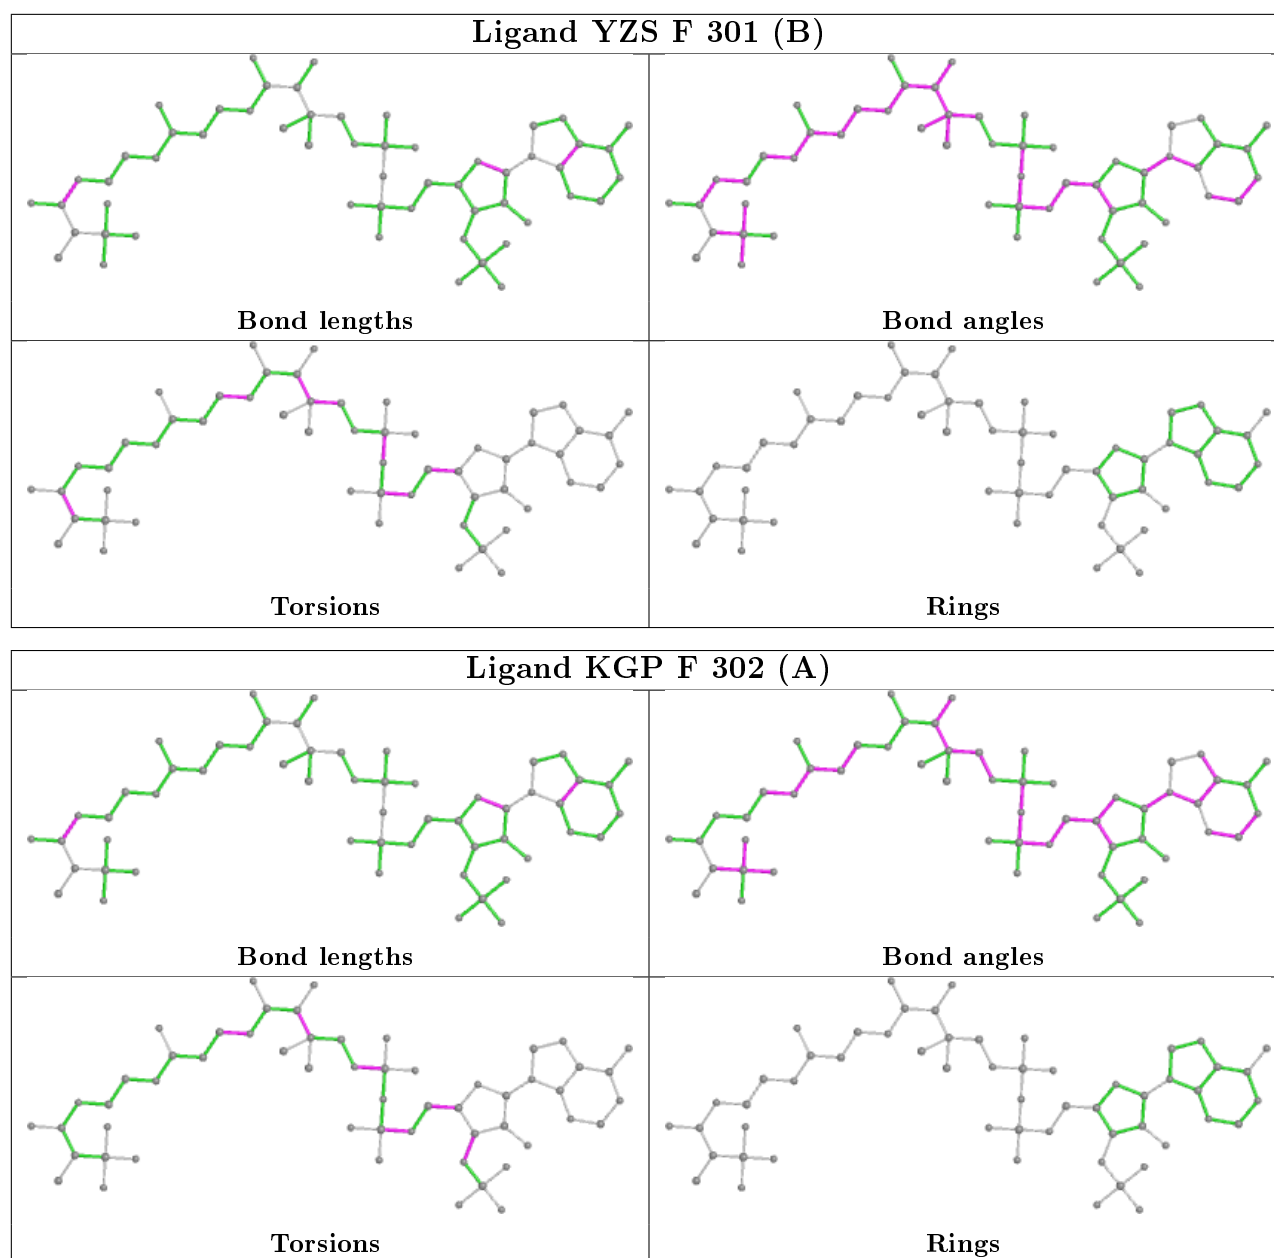 Ligand YZS F 301 (B)
Bond lengths
Bond angles
Torsions
Rings
Ligand KGP F 302 (A)
Bond lengths
Bond angles
Torsions
Rings